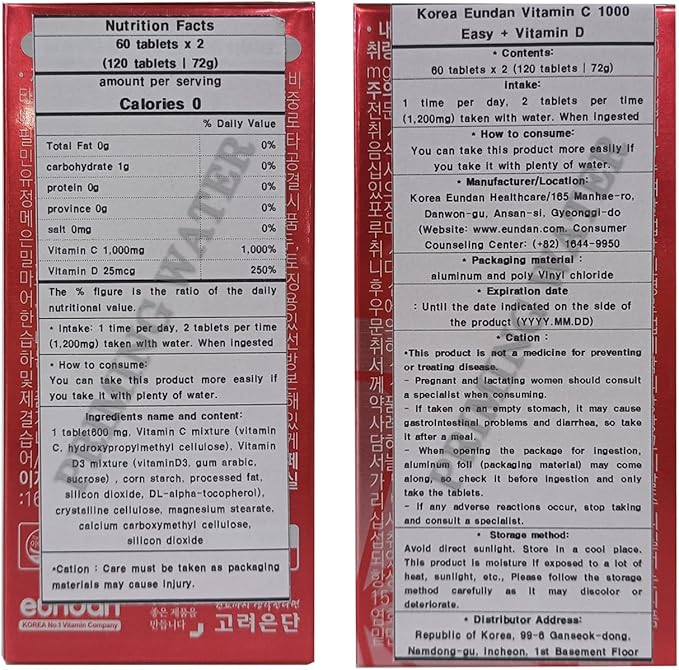 Nutrition Facts
60 tablets x 2
(120 tablets | 72g)
amount per serving
Calories 0
% Daily Value
Total Fat 0g 0%
carbohydrate 1g 0%
protein 0g 0%
province 0g 0%
salt 0mg 0%
Vitamin C 1,000mg 1,000%
Vitamin D 25mcg 250%
The % figure is the ratio of the daily
nutritional value.
* Intake: 1 time per day, 2 tablets per time
(1,200mg) taken with water. When ingested
* How to consume:
You can take this product more easily if
you take it with plenty of water.
Ingredients name and content:
1 tablet600 mg, Vitamin C mixture (vitamin
C, hydroxypropylmethyl cellulose), Vitamin
D3 mixture (vitaminD3, gum arabic,
sucrose) , corn starch, processed fat,
silicon dioxide, DL-alpha-tocopherol),
crystalline cellulose, magnesium stearate,
calcium carboxymethyl cellulose,
silicon dioxide
*Cation : Care must be taken as packaging
materials may cause injury.
eundan
KOREA No.1 Vitamin Company
좋은 제품을
만듭니다
고려은단
PRIMING WATER
Korea Eundan Vitamin C 1000
Easy + Vitamin D
* Contents:
60 tablets x 2 (120 tablets | 72g)
intake:
1 time per day, 2 tablets per time
(1,200mg) taken with water. When ingested
* How to consume:
You can take this product more easily if
you take it with plenty of water.
* Manufacturer/Location:
Korea Eundan Healthcare/165 Manhae-ro,
Danwon-gu, Ansan-si, Gyeonggi-do
(Website: www.eundan.com, Consumer
Counseling Center: (+82) 1644-9950
* Packaging material :
aluminum and poly Vinyl chloride
* Expiration date
: Until the date indicated on the side of
the product (YYYY.MM.DD)
* Cation :
*This product is not a medicine for preventing
or treating disease.
- Pregnant and lactating women should consult
a specialist when consuming.
- If taken on an empty stomach, it may cause
gastrointestinal problems and diarrhea, so take
it after a meal.
- When opening the package for ingestion,
aluminum foil (packaging material) may come
along, so check it before ingestion and only
take the tablets.
- If any adverse reactions occur, stop taking
and consult a specialist.
* Storage method:
Avoid direct sunlight. Store in a cool place.
This product is moisture if exposed to a lot of
heat, sunlight, etc., Please follow the storage
method carefully as it may discolor or
deteriorate.
* Distributor Address:
Republic of Korea, 99-6 Ganseok-dong,
Namdong-gu, Incheon, 1st Basement Floor
PRIMING WATER